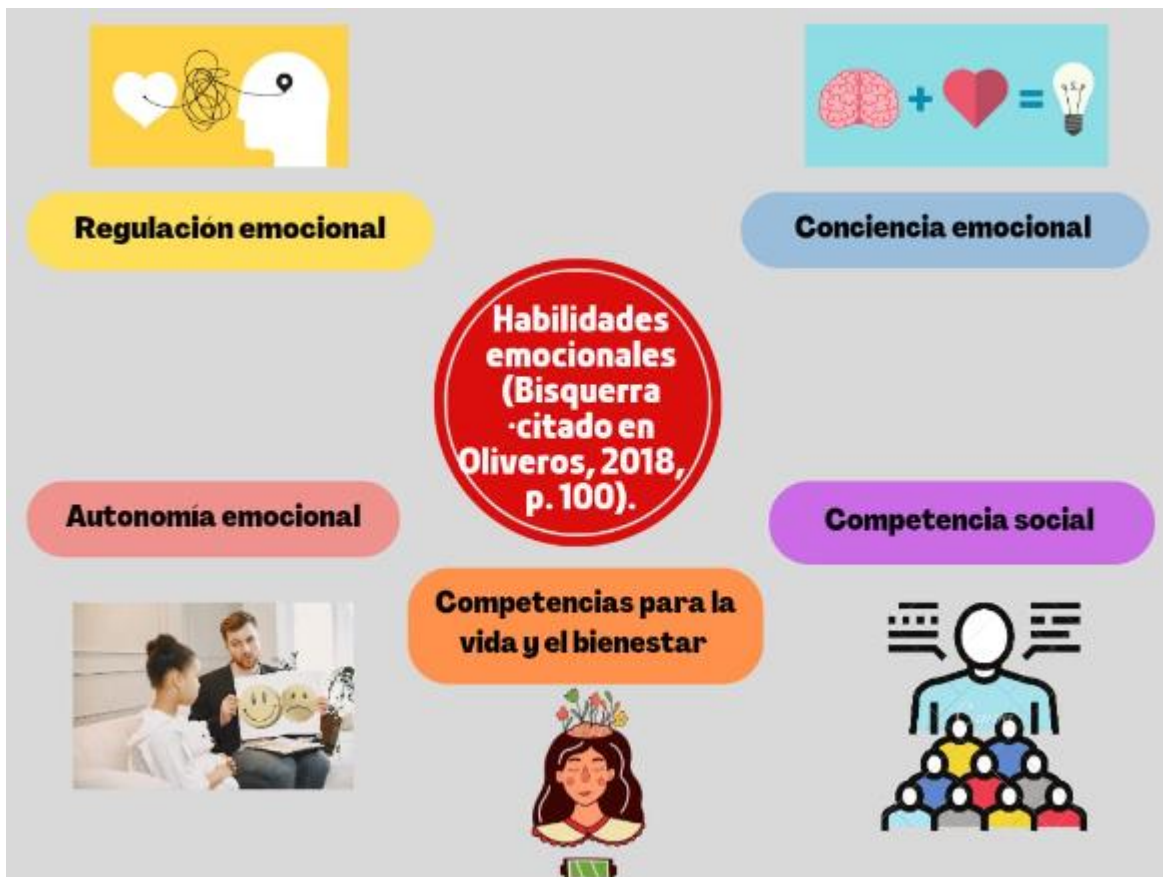 Regulación emocional
Conciencia emocional
Habilidades
emocionales
(Bisquerra
·citado en
Oliveros, 2018,
p. 100).
Autonomía emocional
Competencia social
Competencias para la
vida y el bienestar